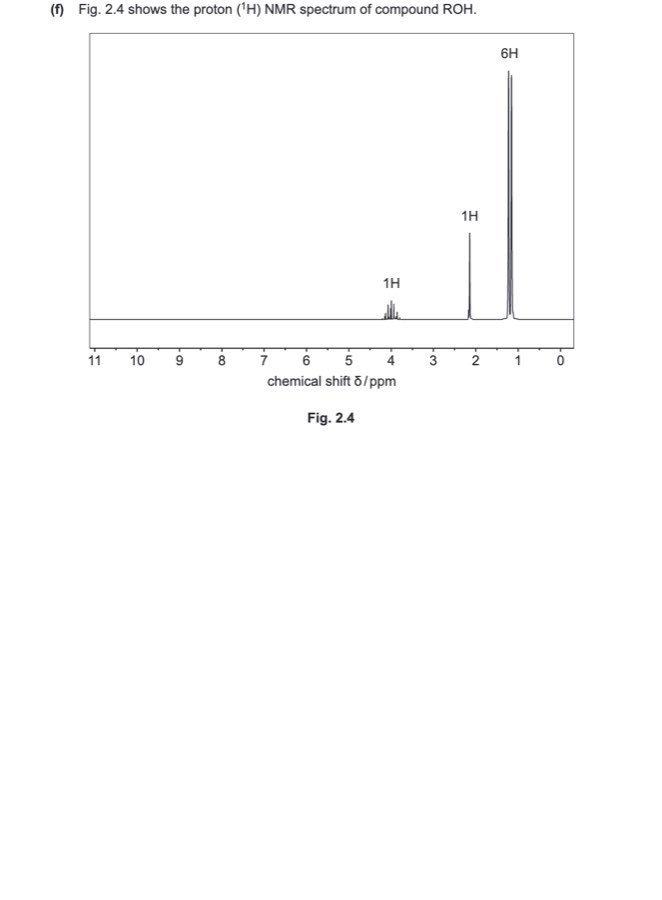 (f) Fig. 2.4 shows the proton (¹H) NMR spectrum of compound ROH.
6H
1H
1H
11 10 9 8 7 6 5 4 3 2 1 0
chemical shift δ/ppm
Fig. 2.4